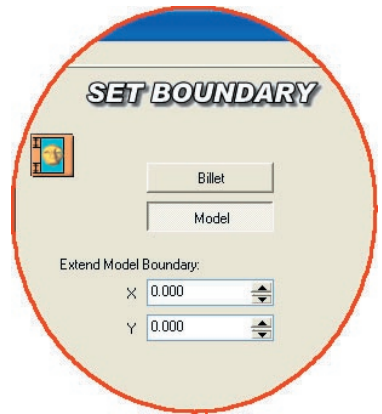 SET BOUNDARY
Billet
Model
Extend Model Boundary:
X 0.000
Y 0.000